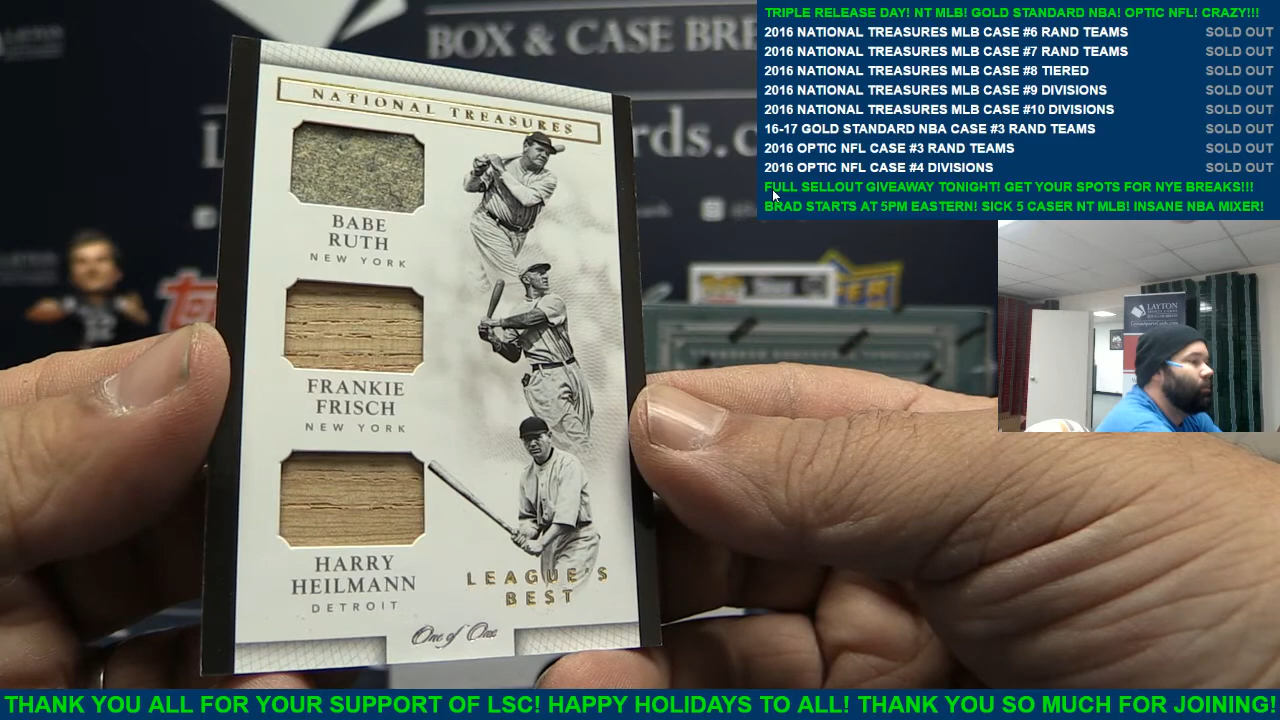 TRIPLE RELEASE DAY! NT MLB! GOLD STANDARD NBA! OPTIC NFL! CRAZY!!!
2016 NATIONAL TREASURES MLB CASE #6 RAND TEAMS SOLD OUT
2016 NATIONAL TREASURES MLB CASE #7 RAND TEAMS SOLD OUT
2016 NATIONAL TREASURES MLB CASE #8 TIERED SOLD OUT
2016 NATIONAL TREASURES MLB CASE #9 DIVISIONS SOLD OUT
2016 NATIONAL TREASURES MLB CASE #10 DIVISIONS SOLD OUT
16-17 GOLD STANDARD NBA CASE #3 RAND TEAMS SOLD OUT
2016 OPTIC NFL CASE #3 RAND TEAMS SOLD OUT
2016 OPTIC NFL CASE #4 DIVISIONS SOLD OUT
FULL SELLOUT GIVEAWAY TONIGHT! GET YOUR SPOTS FOR NYE BREAKS!!!
BRAD STARTS AT 5PM EASTERN! SICK 5 CASER NT MLB! INSANE NBA MIXER!
BOX & CASE BRE
L
rds.c
NATIONAL TREASURES
BABE
RUTH
NEW YORK
FRANKIE
FRISCH
NEW YORK
HARRY
HEILMANN
DETROIT
LEAGUE'S
BEST
One of One
LAYTON
THANK YOU ALL FOR YOUR SUPPORT OF LSC! HAPPY HOLIDAYS TO ALL! THANK YOU SO MUCH FOR JOINING!